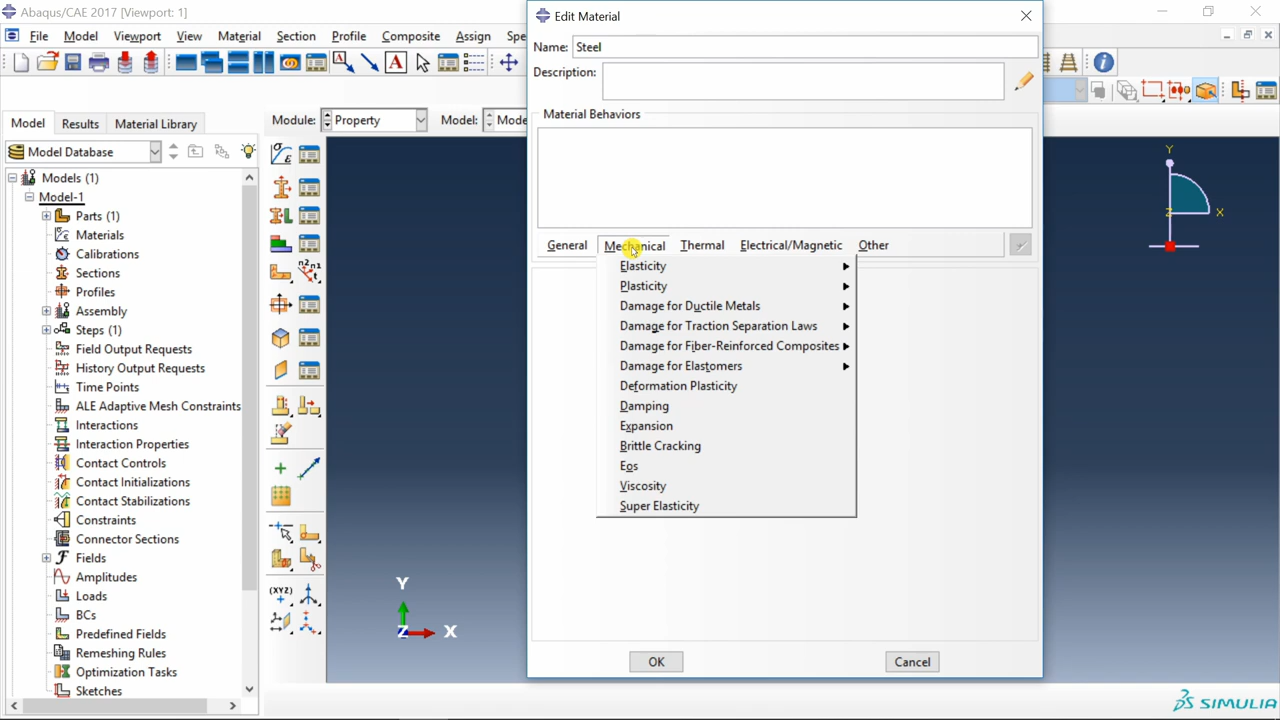 Abaqus/CAE 2017 [Viewport: 1]
File Model Viewport View Material Section Profile Composite Assign Spe
Edit Material
Name: Steel
Description:
Material Behaviors
General Mechanical Thermal Electrical/Magnetic Other
Elasticity
Plasticity
Damage for Ductile Metals
Damage for Traction Separation Laws
Damage for Fiber-Reinforced Composites
Damage for Elastomers
Deformation Plasticity
Damping
Expansion
Brittle Cracking
Eos
Viscosity
Super Elasticity
OK Cancel
Model Results Material Library
Module: Property Model: Mode
Model Database
Models (1)
Model-1
Parts (1)
Materials
Calibrations
Sections
Profiles
Assembly
Steps (1)
Field Output Requests
History Output Requests
Time Points
ALE Adaptive Mesh Constraints
Interactions
Interaction Properties
Contact Controls
Contact Initializations
Contact Stabilizations
Constraints
Connector Sections
Fields
Amplitudes
Loads
BCs
Predefined Fields
Remeshing Rules
Optimization Tasks
Sketches
A
A
σ
ε
n2 n1
t
(XYZ)
Y
Z X
Y
Z X
SIMULIA